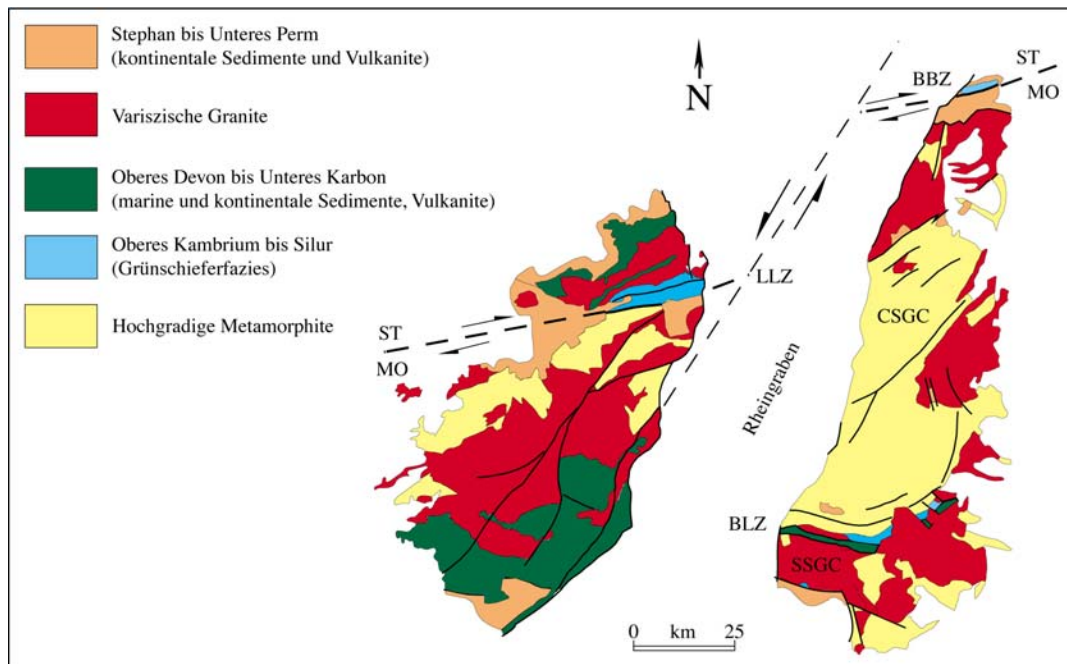 Stephan bis Unteres Perm
(kontinentale Sedimente und Vulkanite)
Variszische Granite
Oberes Devon bis Unteres Karbon
(marine und kontinentale Sedimente, Vulkanite)
Oberes Kambrium bis Silur
(Grünschieferfazies)
Hochgradige Metamorphite
N
BBZ
ST
MO
LLZ
ST
MO
CSGC
Rheingraben
BLZ
SSGC
0 km 25